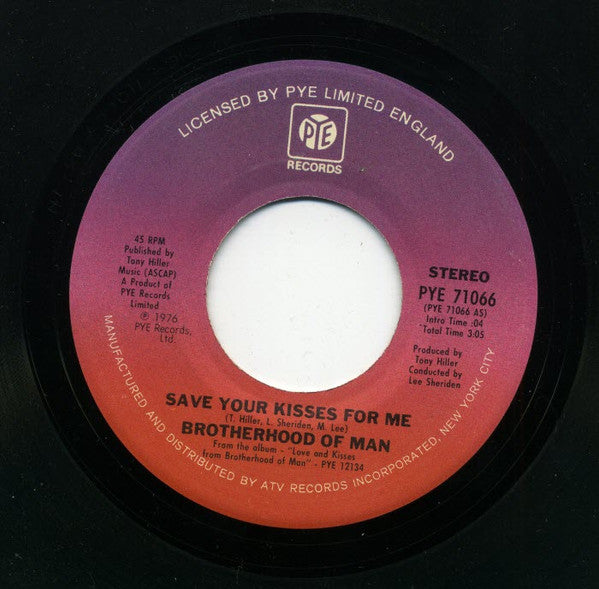 LICENSED BY PYE LIMITED ENGLAND
PYE
RECORDS
45 RPM
Published by
Tony Hiller
Music (ASCAP)
A Product of
PYE Records
Limited
℗ 1976
PYE Records,
Ltd.
STEREO
PYE 71066
(PYE 71066 AS)
Intro Time :04
Total Time 3:05
Produced by
Tony Hiller
Conducted by
Lee Sheriden
SAVE YOUR KISSES FOR ME
(T. Hiller, L. Sheriden, M. Lee)
BROTHERHOOD OF MAN
From the album - "Love and Kisses
from Brotherhood of Man" - PYE 12134
MANUFACTURED AND DISTRIBUTED BY ATV RECORDS INCORPORATED, NEW YORK CITY